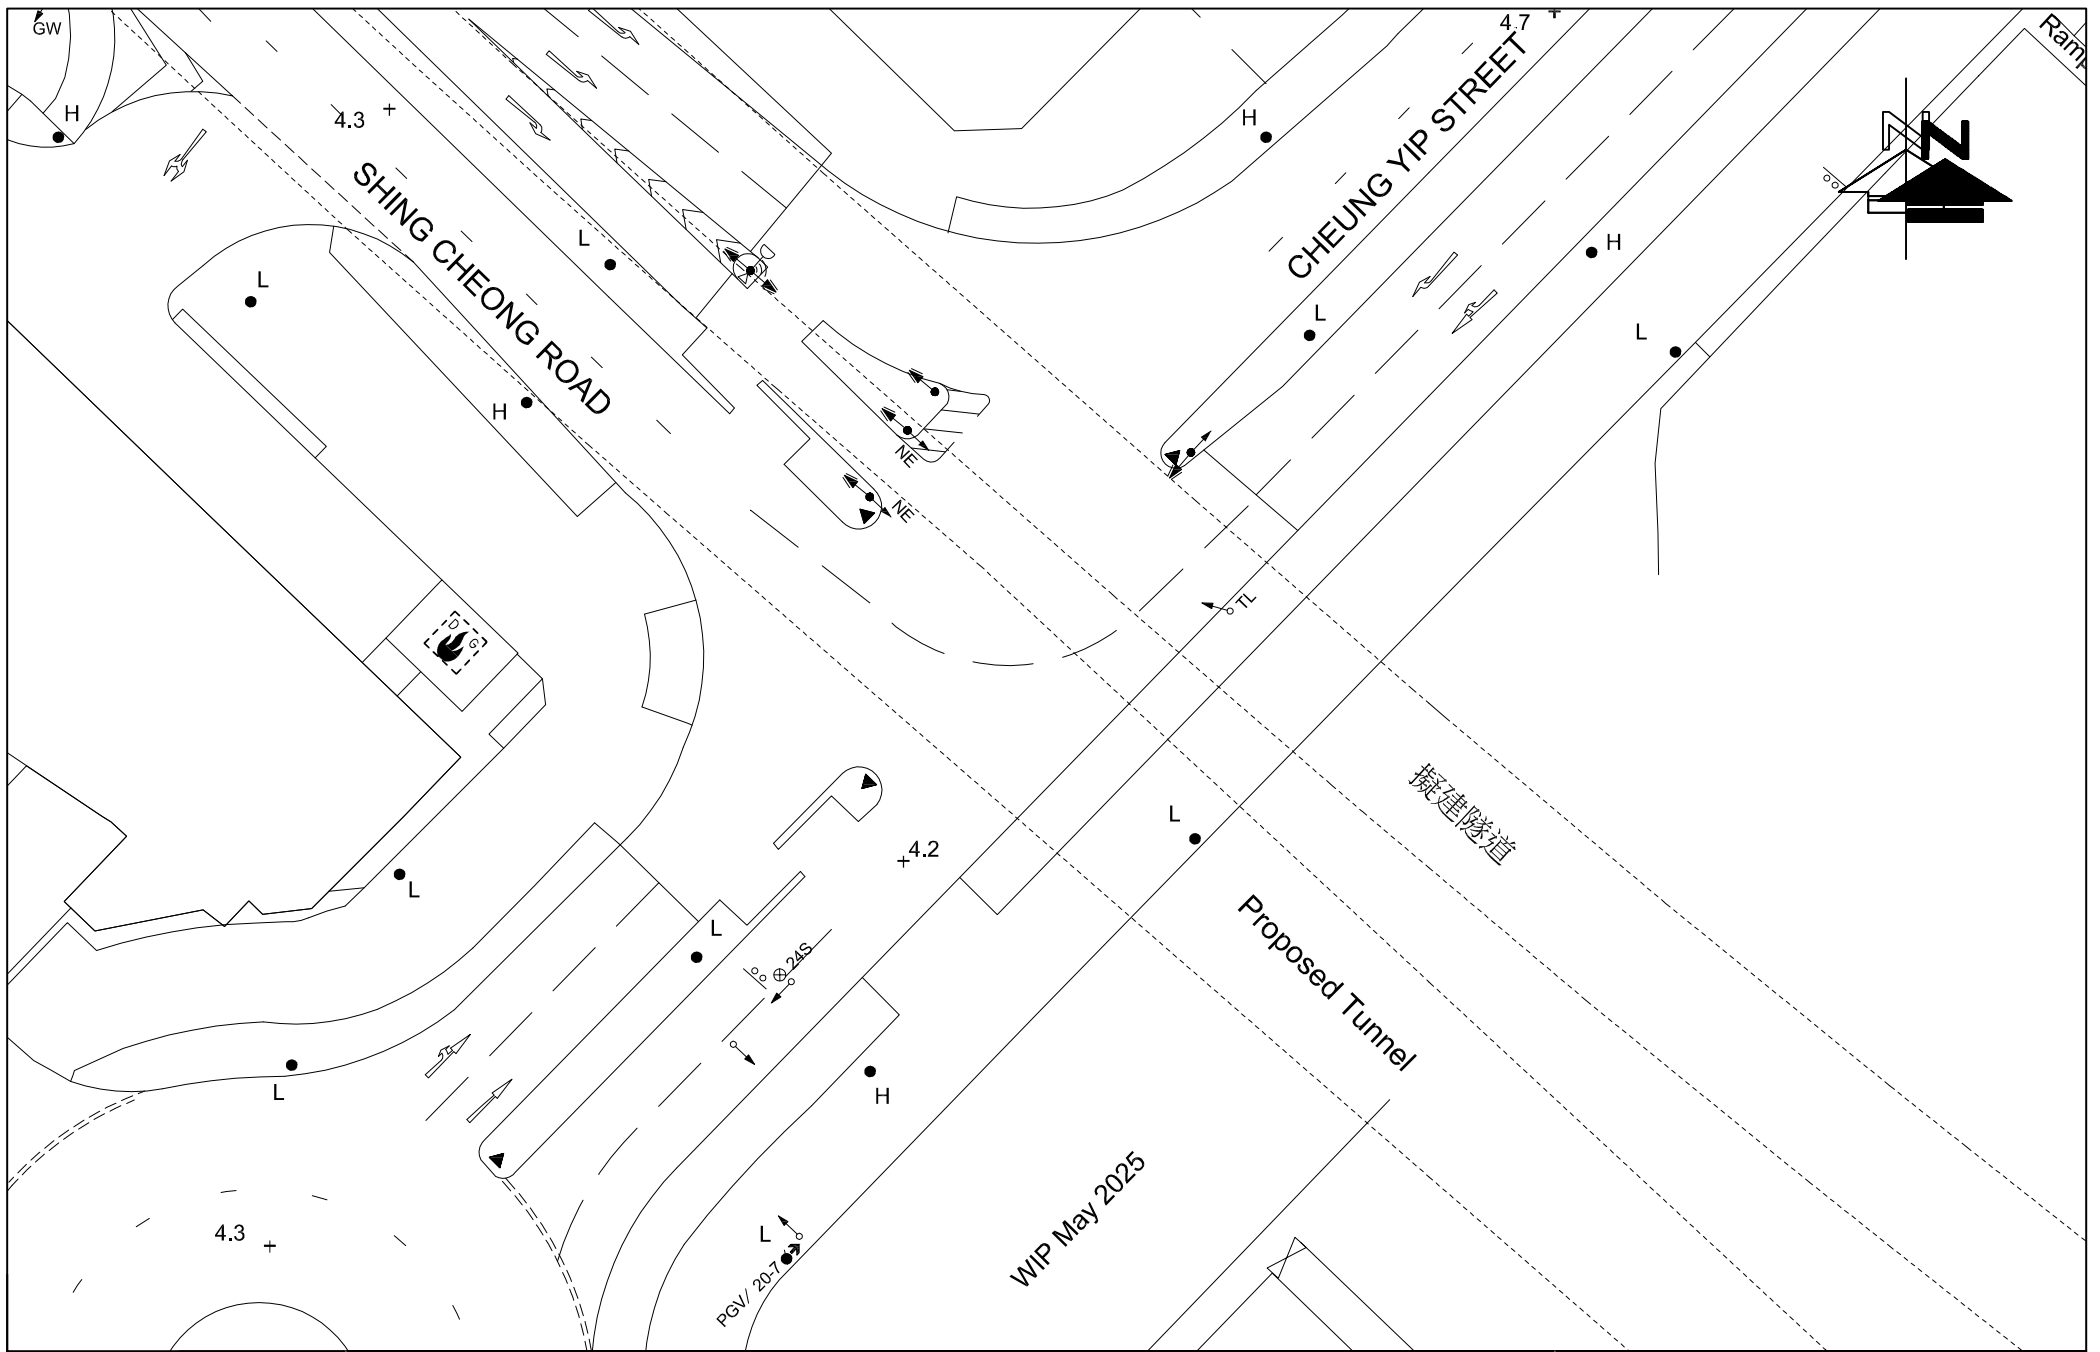 GW
H
4.3
4.7
Ramp
H
N
N
SHING CHEONG ROAD
CHEUNG YIP STREET
L
L
H
L
L
H
NE
NE
TL
D
G
擬建隧道
L
4.2
L
L
24S
Proposed Tunnel
L
H
WIP May 2025
4.3
L
PGV/ 20-7